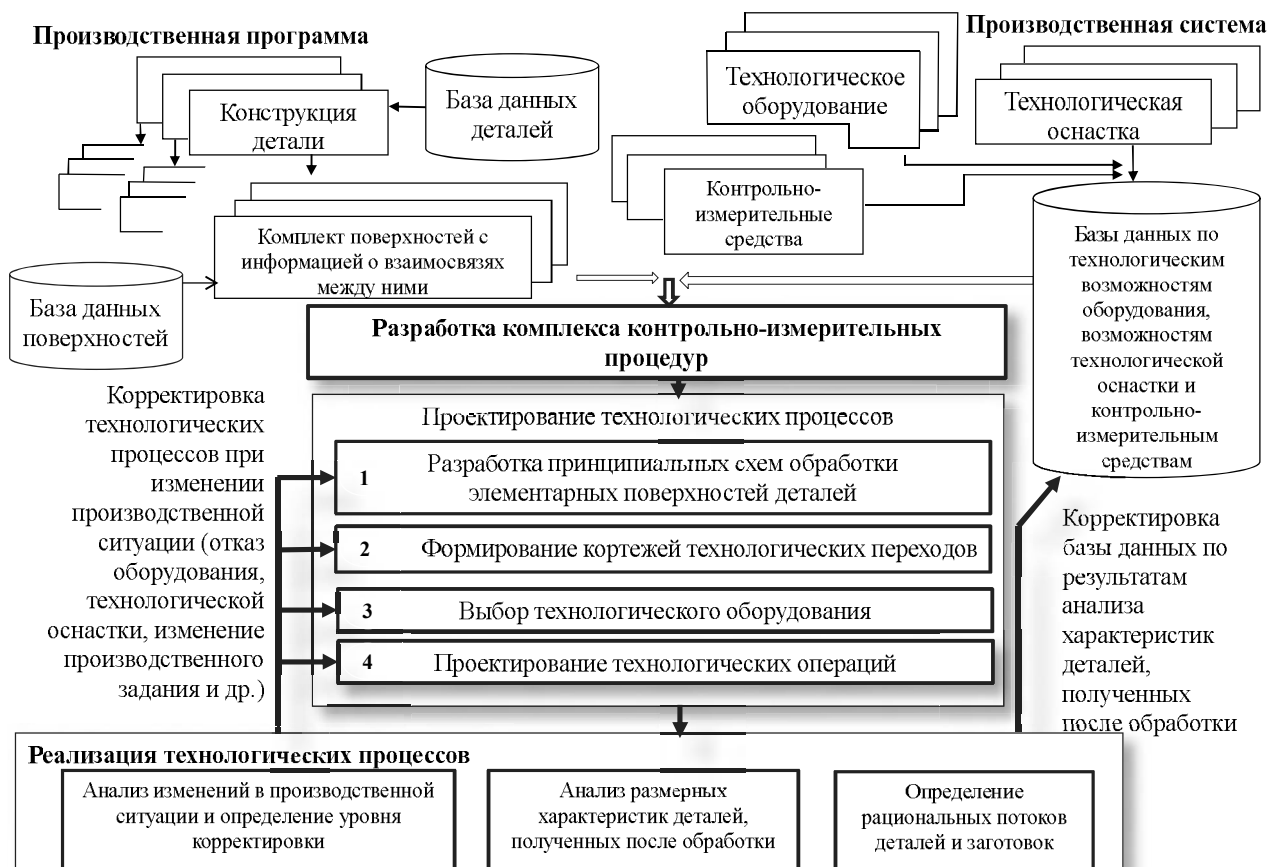 Производственная программа
Производственная система
Конструкция
детали
База данных
деталей
Технологическое
оборудование
Технологическая
оснастка
Контрольно-
измерительные
средства
Комплект поверхностей с
информацией о взаимосвязях
между ними
База данных
поверхностей
Базы данных по
технологическим
возможностям
оборудования,
возможностям
технологической
оснастки и
контрольно-
измерительным
средствам
Разработка комплекса контрольно-измерительных
процедур
Корректировка
технологических
процессов при
изменении
производственной
ситуации (отказ
оборудования,
технологической
оснастки, изменение
производственного
задания и др.)
Проектирование технологических процессов
1 Разработка принципиальных схем обработки
элементарных поверхностей деталей
2 Формирование кортежей технологических переходов
3 Выбор технологического оборудования
4 Проектирование технологических операций
Корректировка
базы данных по
результатам
анализа
характеристик
деталей,
полученных
после обработки
Реализация технологических процессов
Анализ изменений в производственной
ситуации и определение уровня
корректировки
Анализ размерных
характеристик деталей,
полученных после обработки
Определение
рациональных потоков
деталей и заготовок